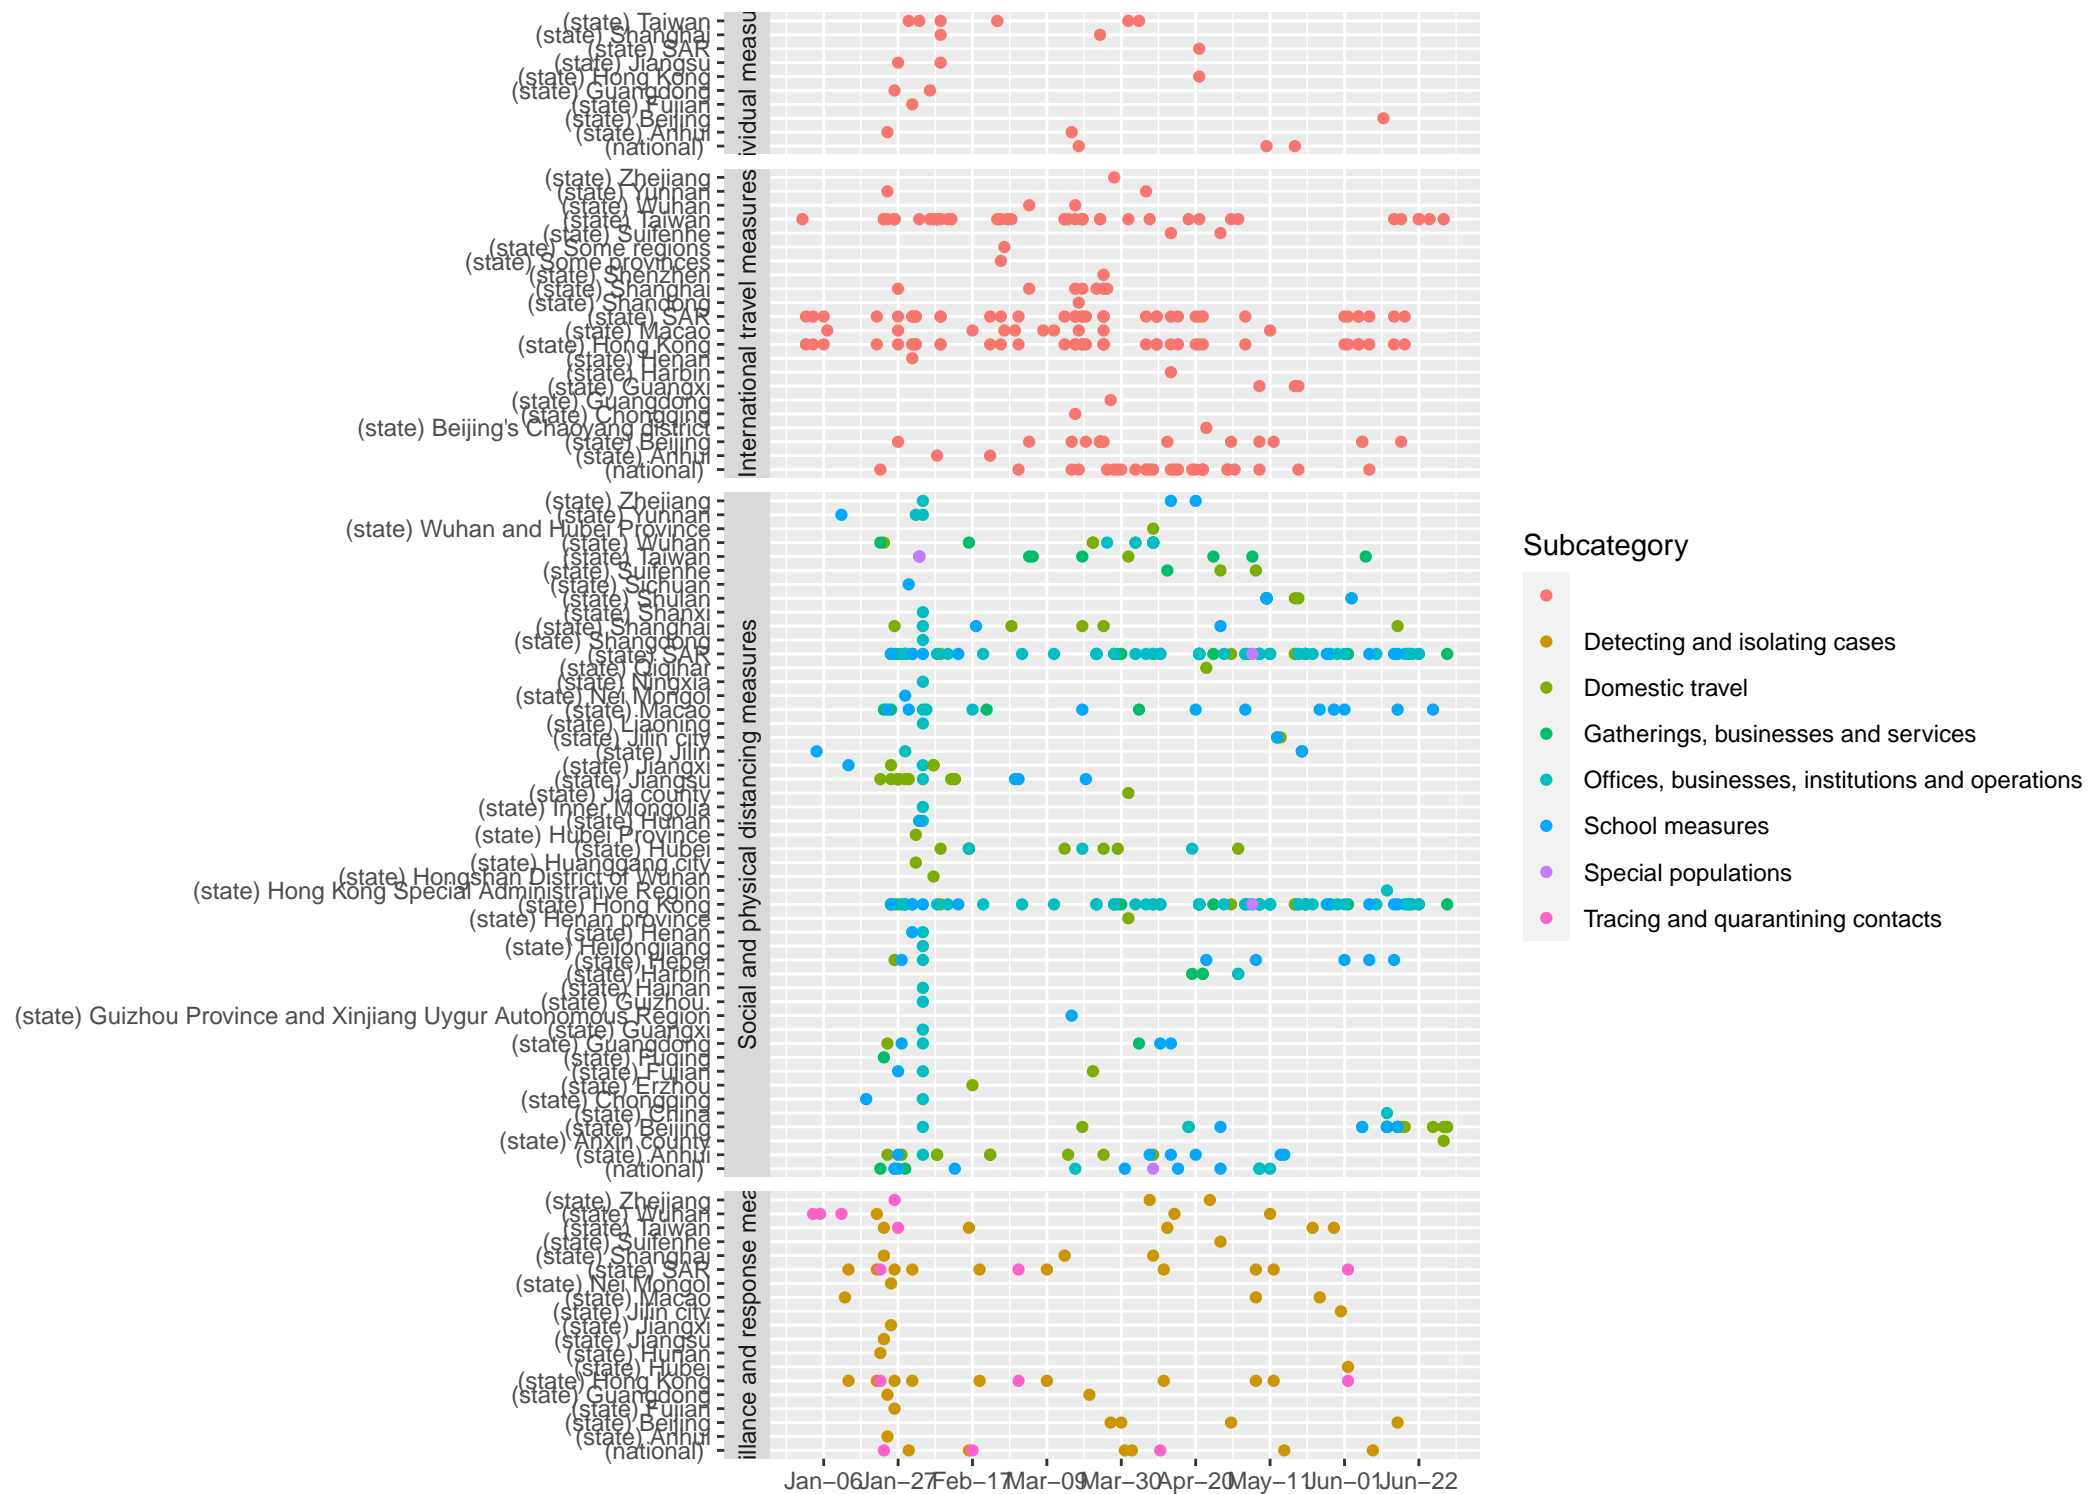 ividual measu
(state) Taiwan
(state) Shanghai
(state) SAR
(state) Jiangsu
(state) Hong Kong
(state) Guangdong
(state) Fujian
(state) Beijing
(state) Anhui
(national)
International travel measures
(state) Zhejiang
(state) Yunnan
(state) Wuhan
(state) Taiwan
(state) Suifenhe
(state) Some regions
(state) Some provinces
(state) Shenzhen
(state) Shanghai
(state) Shandong
(state) SAR
(state) Macao
(state) Hong Kong
(state) Henan
(state) Harbin
(state) Guangxi
(state) Guangdong
(state) Chongqing
(state) Beijing's Chaoyang district
(state) Beijing
(state) Anhui
(national)
Social and physical distancing measures
(state) Zhejiang
(state) Yunnan
(state) Wuhan and Hubei Province
(state) Wuhan
(state) Taiwan
(state) Suifenhe
(state) Sichuan
(state) Shulan
(state) Shanxi
(state) Shanghai
(state) Shangdong
(state) SAR
(state) Qiqihar
(state) Ningxia
(state) Nei Mongol
(state) Macao
(state) Liaoning
(state) Jilin city
(state) Jilin
(state) Jiangxi
(state) Jiangsu
(state) Jia county
(state) Inner Mongolia
(state) Hunan
(state) Hubei Province
(state) Hubei
(state) Huanggang city
(state) Hongshan District of Wuhan
(state) Hong Kong Special Administrative Region
(state) Hong Kong
(state) Henan province
(state) Henan
(state) Heilongjiang
(state) Hebei
(state) Harbin
(state) Hainan
(state) Guizhou.
(state) Guizhou Province and Xinjiang Uygur Autonomous Region
(state) Guangxi
(state) Guangdong
(state) Fuqing
(state) Fujian
(state) Erzhou
(state) Chongqing
(state) China
(state) Beijing
(state) Anxin county
(state) Anhui
(national)
illance and response mea
(state) Zhejiang
(state) Wuhan
(state) Taiwan
(state) Suifenhe
(state) Shanghai
(state) SAR
(state) Nei Mongol
(state) Macao
(state) Jilin city
(state) Jiangxi
(state) Jiangsu
(state) Hunan
(state) Hubei
(state) Hong Kong
(state) Guangdong
(state) Fujian
(state) Beijing
(state) Anhui
(national)
Jan–06 Jan–27 Feb–17 Mar–09 Mar–30 Apr–20 May–11 Jun–01 Jun–22
Subcategory
Detecting and isolating cases
Domestic travel
Gatherings, businesses and services
Offices, businesses, institutions and operations
School measures
Special populations
Tracing and quarantining contacts